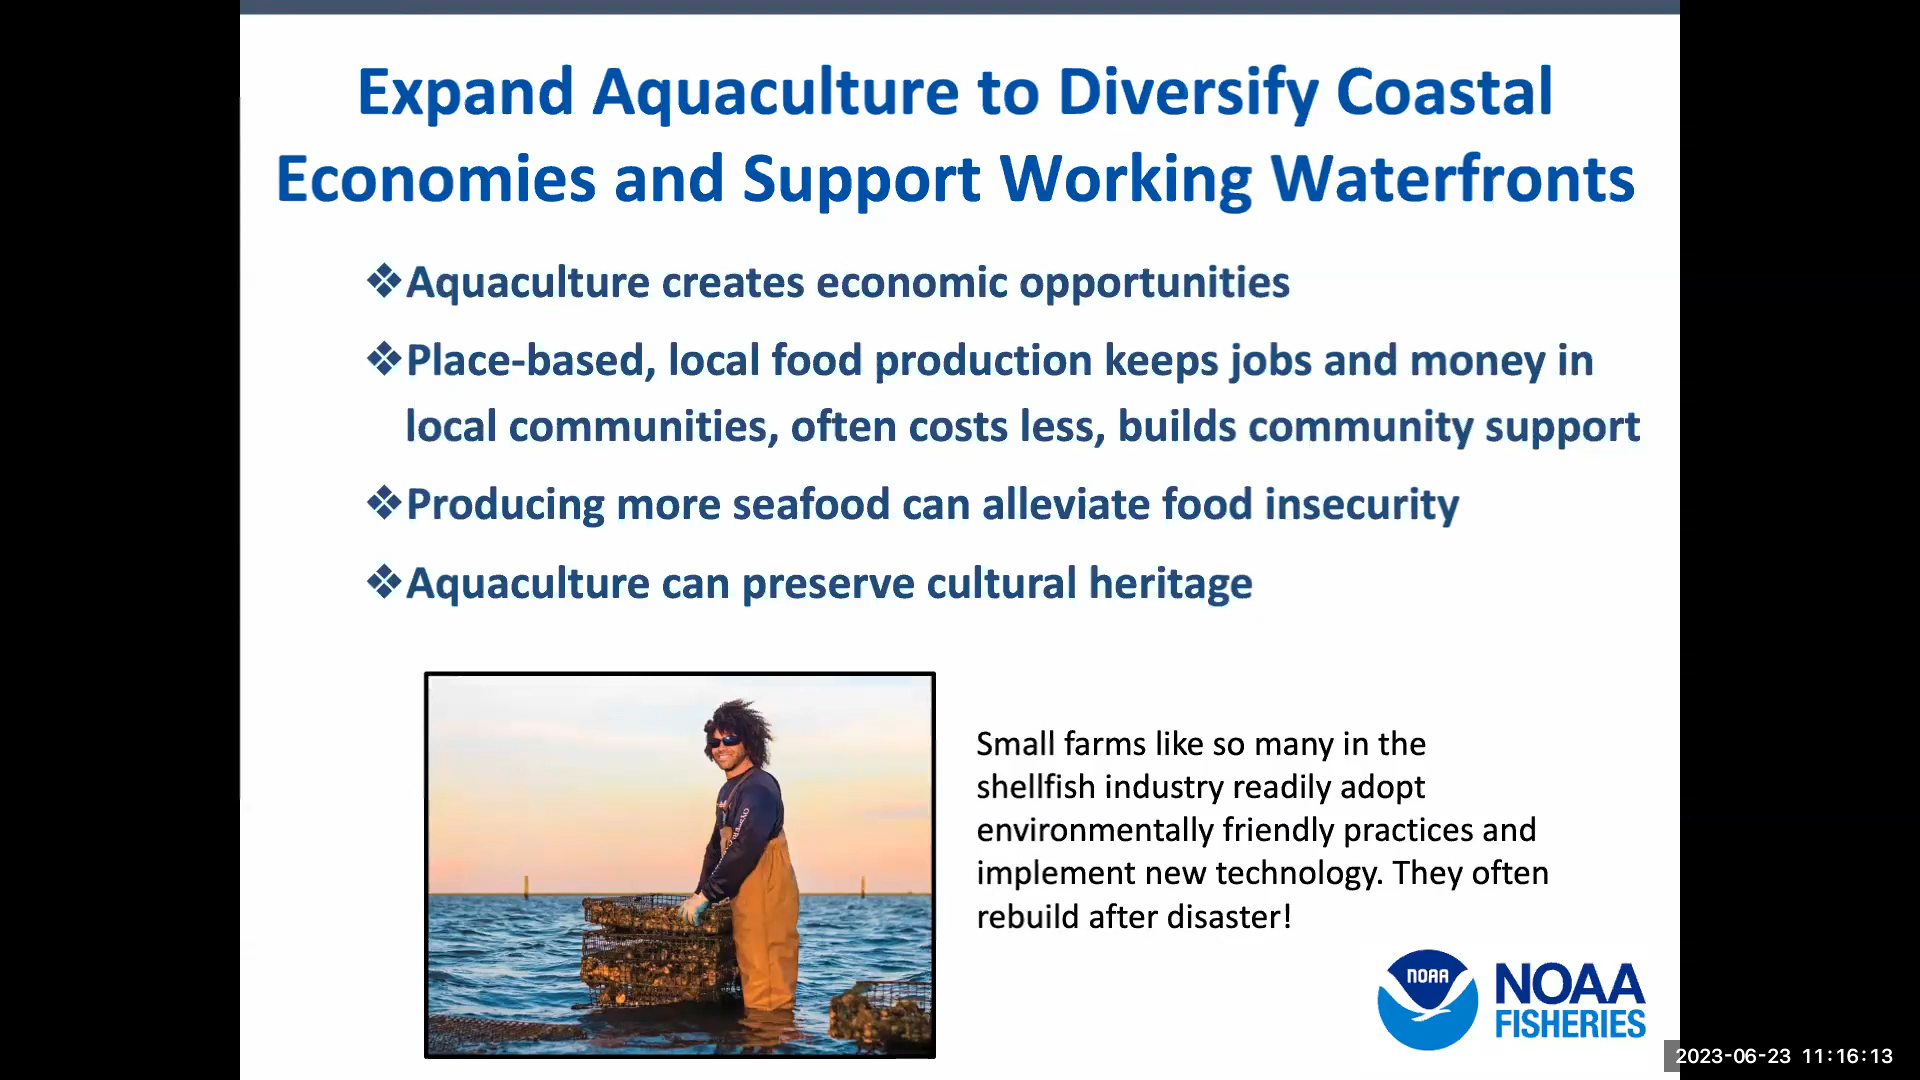 Expand Aquaculture to Diversify Coastal
Economies and Support Working Waterfronts
❖Aquaculture creates economic opportunities
❖Place-based, local food production keeps jobs and money in
local communities, often costs less, builds community support
❖Producing more seafood can alleviate food insecurity
❖Aquaculture can preserve cultural heritage
Small farms like so many in the
shellfish industry readily adopt
environmentally friendly practices and
implement new technology. They often
rebuild after disaster!
NOAA
NOAA
FISHERIES
2023-06-23 11:16:13